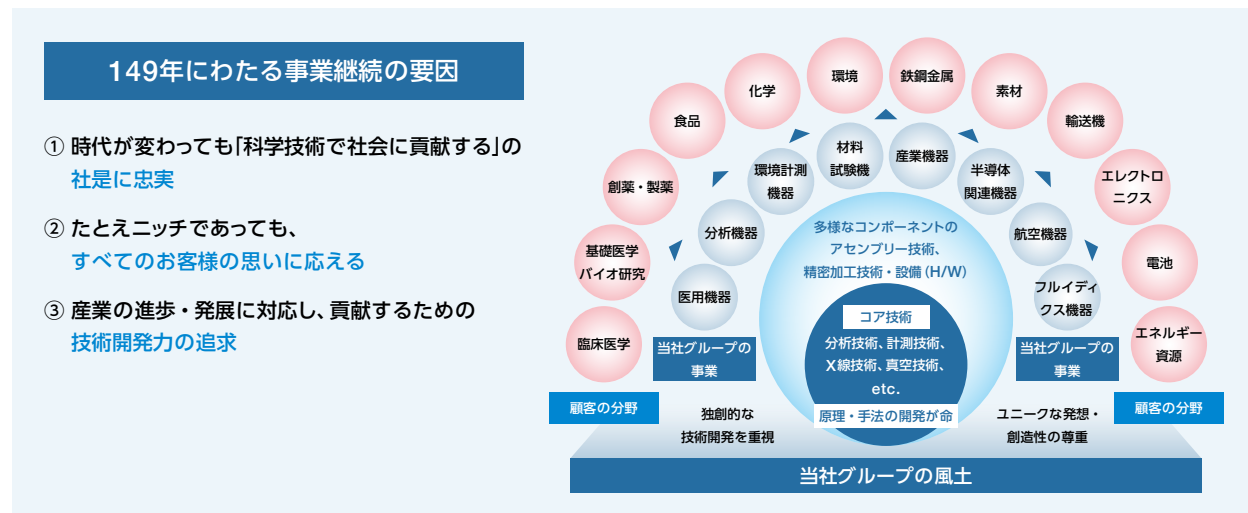 149年にわたる事業継続の要因
① 時代が変わっても「科学技術で社会に貢献する」の
社是に忠実
② たとえニッチであっても、
すべてのお客様の思いに応える
③ 産業の進歩・発展に対応し、貢献するための
技術開発力の追求
臨床医学
基礎医学
バイオ研究
創薬・製薬
食品
化学
環境
鉄鋼金属
素材
輸送機
エレクトロ
ニクス
電池
エネルギー
資源
医用機器
分析機器
環境計測
機器
材料
試験機
産業機器
半導体
関連機器
航空機器
フルイディ
クス機器
多様なコンポーネントの
アセンブリー技術、
精密加工技術・設備(H/W)
コア技術
分析技術、計測技術、
X線技術、真空技術、
etc.
原理・手法の開発が命
当社グループの
事業
当社グループの
事業
顧客の分野
顧客の分野
独創的な
技術開発を重視
ユニークな発想・
創造性の尊重
当社グループの風土